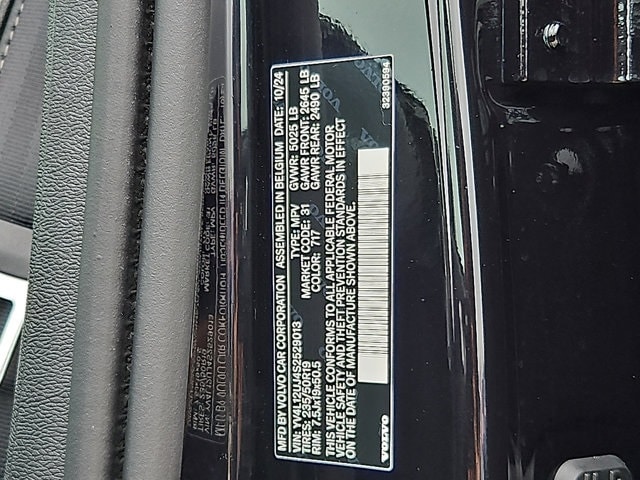 MFD BY VOLVO CAR CORPORATION ASSEMBLED IN BELGIUM DATE: 10/24
TYPE: MPV GVWR: 5025 LB
TIRES: 235/50R19 MARKET CODE: 31 GAWR FRONT: 2645 LB
RIM: 7.5Jx19x50.5 COLOR: 717 GAWR REAR: 2490 LB
THIS VEHICLE CONFORMS TO ALL APPLICABLE FEDERAL MOTOR
VEHICLE SAFETY AND THEFT PREVENTION STANDARDS IN EFFECT
ON THE DATE OF MANUFACTURE SHOWN ABOVE.
VOLVO
32390594